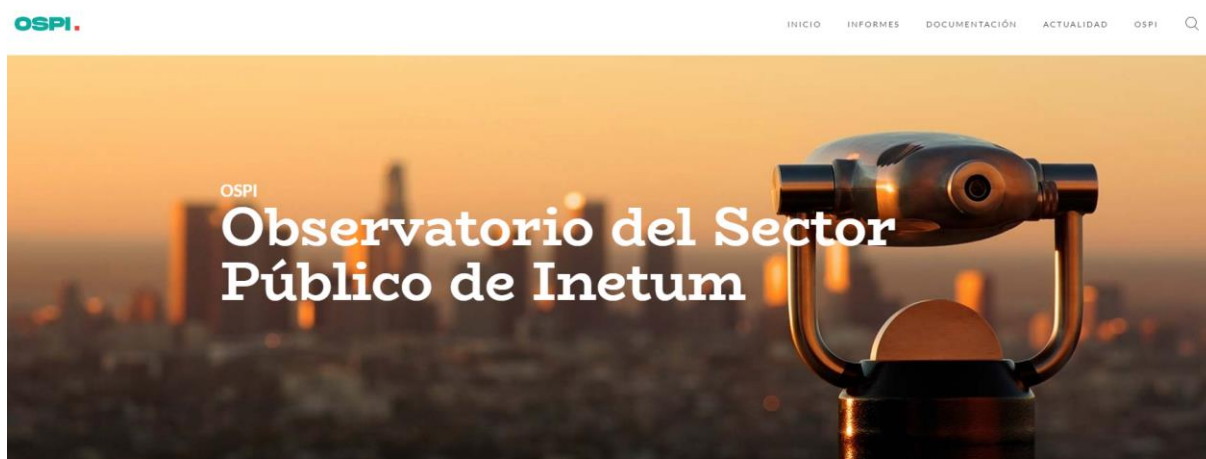 OSPI.
INICIO INFORMES DOCUMENTACIÓN ACTUALIDAD OSPI
OSPI
Observatorio del Sector
Público de Inetum